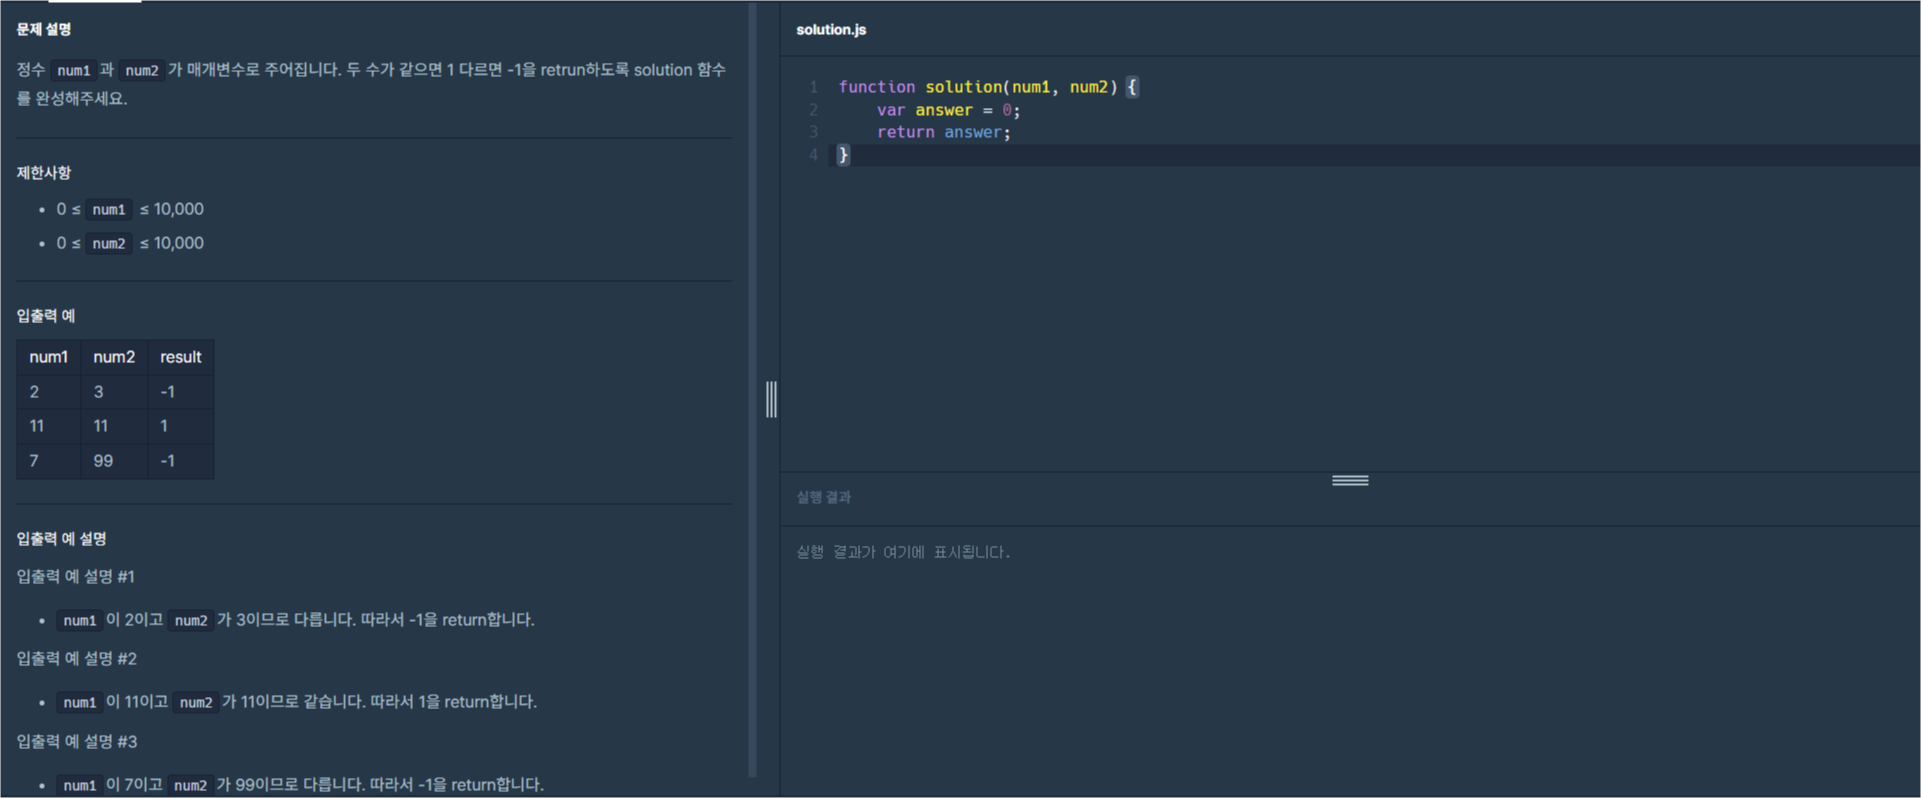 문제 설명
정수 num1 과 num2 가 매개변수로 주어집니다. 두 수가 같으면 1 다르면 -1을 retrun하도록 solution 함수
를 완성해주세요.
제한사항
• 0 ≤ num1 ≤ 10,000
• 0 ≤ num2 ≤ 10,000
입출력 예
num1 num2 result
2 3 -1
11 11 1
7 99 -1
입출력 예 설명
입출력 예 설명 #1
• num1 이 2이고 num2 가 3이므로 다릅니다. 따라서 -1을 return합니다.
입출력 예 설명 #2
• num1 이 11이고 num2 가 11이므로 같습니다. 따라서 1을 return합니다.
입출력 예 설명 #3
• num1 이 7이고 num2 가 99이므로 다릅니다. 따라서 -1을 return합니다.
solution.js
1 function solution(num1, num2) {
2     var answer = 0;
3     return answer;
4 }
실행 결과
실행 결과가 여기에 표시됩니다.